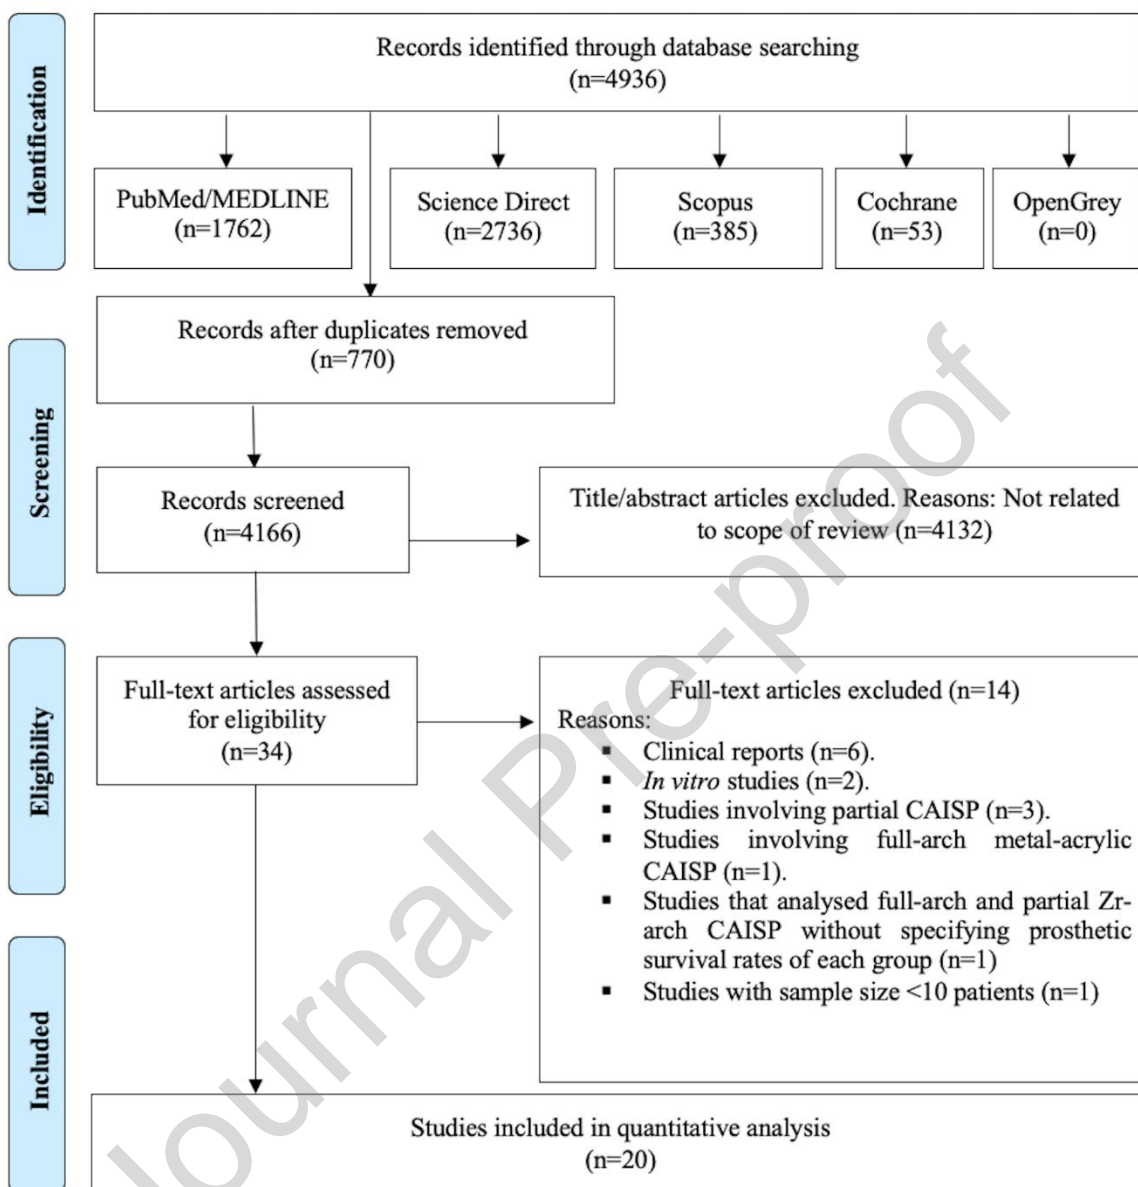 Identification
Records identified through database searching
(n=4936)
PubMed/MEDLINE
(n=1762)
Science Direct
(n=2736)
Scopus
(n=385)
Cochrane
(n=53)
OpenGrey
(n=0)
Records after duplicates removed
(n=770)
Screening
Records screened
(n=4166)
Title/abstract articles excluded. Reasons: Not related
to scope of review (n=4132)
Eligibility
Full-text articles assessed
for eligibility
(n=34)
Full-text articles excluded (n=14)
Reasons:
▪ Clinical reports (n=6).
▪ In vitro studies (n=2).
▪ Studies involving partial CAISP (n=3).
▪ Studies involving full-arch metal-acrylic
CAISP (n=1).
▪ Studies that analysed full-arch and partial Zr-
arch CAISP without specifying prosthetic
survival rates of each group (n=1)
▪ Studies with sample size <10 patients (n=1)
Included
Studies included in quantitative analysis
(n=20)
Journal Pre-proof